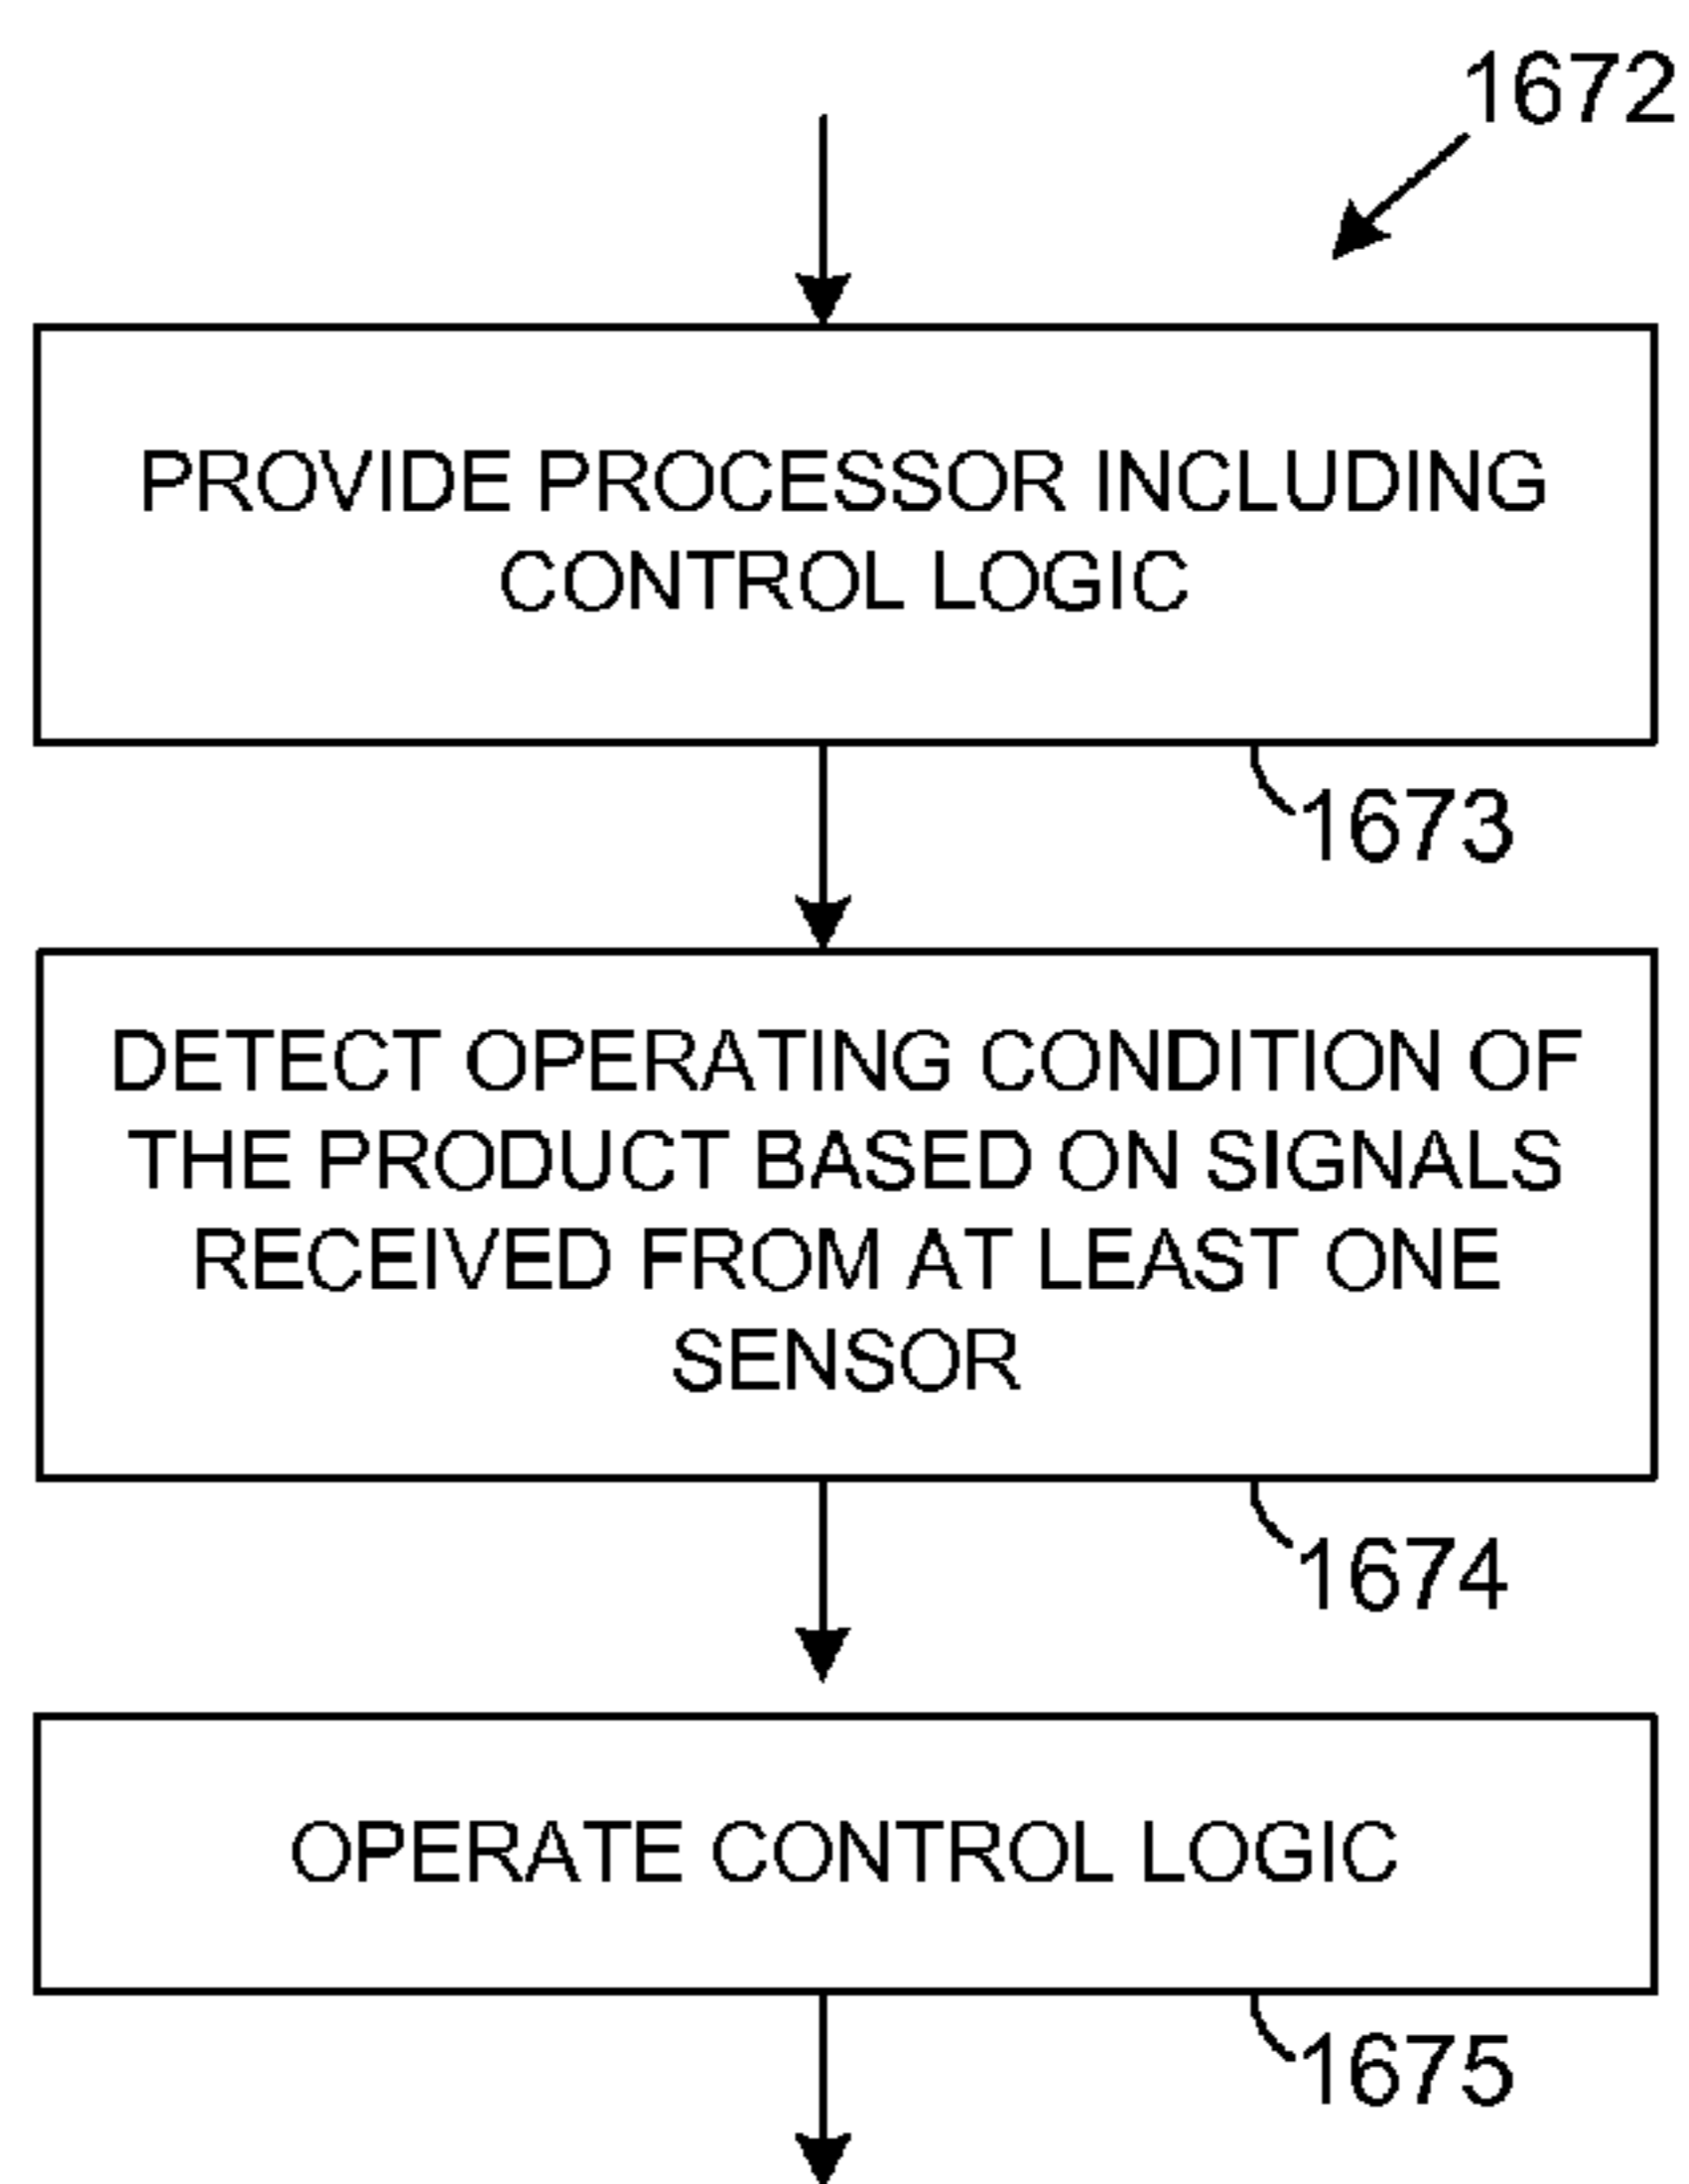 1672
PROVIDE PROCESSOR INCLUDING
CONTROL LOGIC
1673
DETECT OPERATING CONDITION OF
THE PRODUCT BASED ON SIGNALS
RECEIVED FROM AT LEAST ONE
SENSOR
1674
OPERATE CONTROL LOGIC
1675